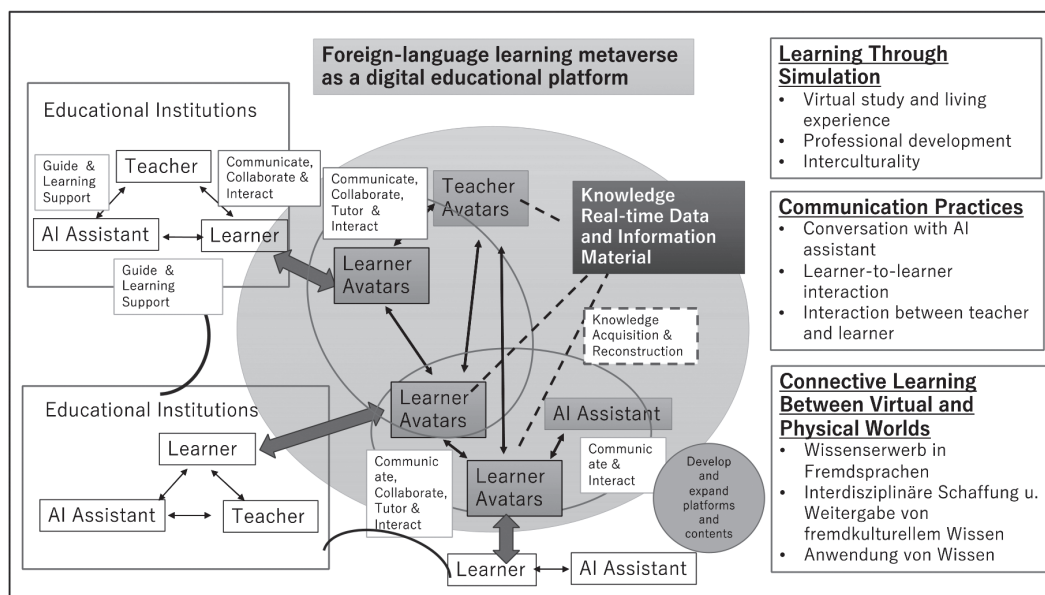 Foreign-language learning metaverse
as a digital educational platform
Educational Institutions
Guide &
Learning
Support
Teacher
Communicate,
Collaborate &
Interact
AI Assistant
Learner
Guide &
Learning
Support
Communicate,
Collaborate,
Tutor &
Interact
Teacher
Avatars
Learner
Avatars
Knowledge
Real-time Data
and Information
Material
Knowledge
Acquisition &
Reconstruction
Educational Institutions
Learner
AI Assistant
Teacher
Learner
Avatars
AI Assistant
Communic
ate,
Collaborate,
Tutor &
Interact
Learner
Avatars
Communic
ate &
Interact
Develop
and
expand
platforms
and
contents
Learner
AI Assistant
Learning Through
Simulation
• Virtual study and living
experience
• Professional development
• Interculturality
Communication Practices
• Conversation with AI
assistant
• Learner-to-learner
interaction
• Interaction between teacher
and learner
Connective Learning
Between Virtual and
Physical Worlds
• Wissenserwerb in
Fremdsprachen
• Interdisziplinäre Schaffung u.
Weitergabe von
fremdkulturellem Wissen
• Anwendung von Wissen